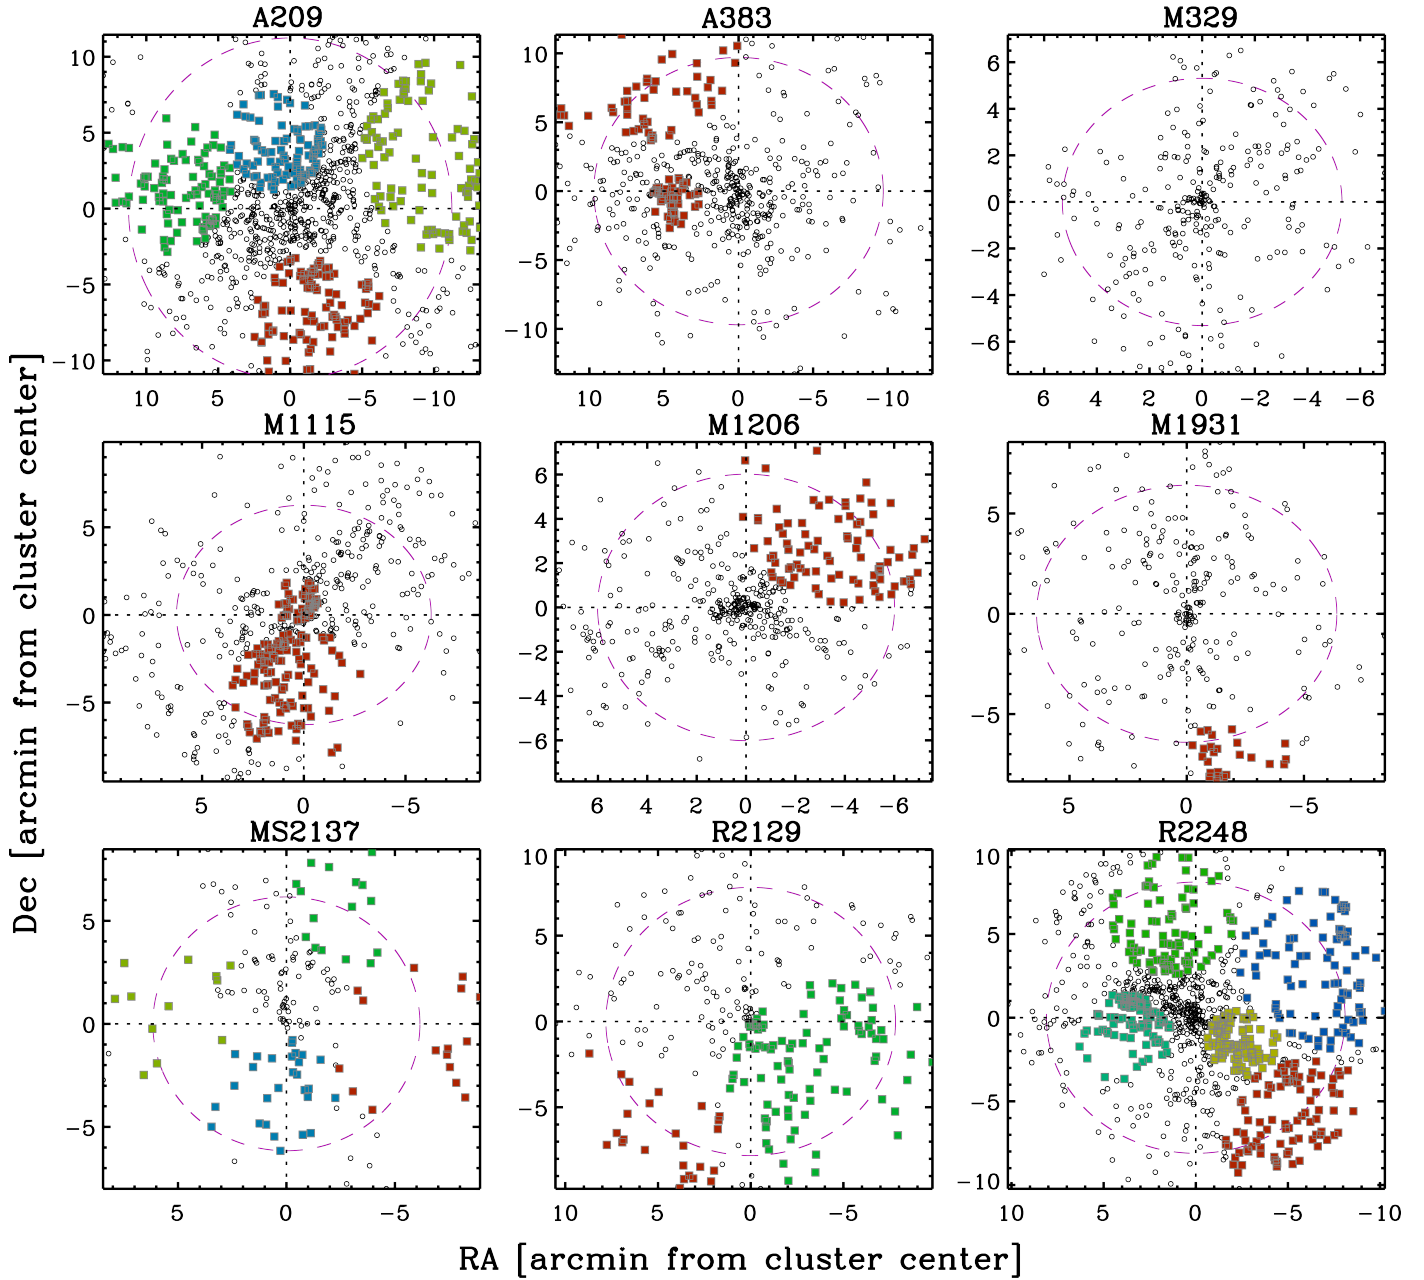 A209 A383 M329
10 5 0 −5 −10
10 5 0 −5 −10
10 5 0 −5 −10
10 5 0 −5 −10
6 4 2 0 −2 −4 −6
6 4 2 0 −2 −4 −6
M1115 M1206 M1931
5 0 −5
5 0 −5
6 4 2 0 −2 −4 −6
6 4 2 0 −2 −4 −6
5 0 −5
5 0 −5
MS2137 R2129 R2248
5 0 −5
5 0 −5
10 5 0 −5
10 5 0 −5
10 5 0 −5 −10
10 5 0 −5 −10
Dec [arcmin from cluster center]
RA [arcmin from cluster center]